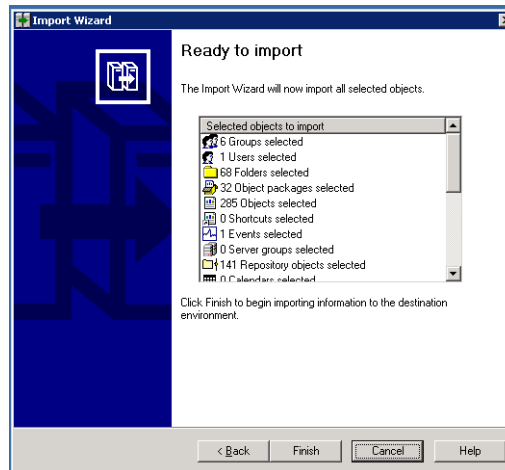 Import Wizard
Ready to import
The Import Wizard will now import all selected objects.
Selected objects to import
6 Groups selected
1 Users selected
68 Folders selected
32 Object packages selected
285 Objects selected
0 Shortcuts selected
1 Events selected
0 Server groups selected
141 Repository objects selected
0 Calendars selected
Click Finish to begin importing information to the destination
environment.
< Back Finish Cancel Help